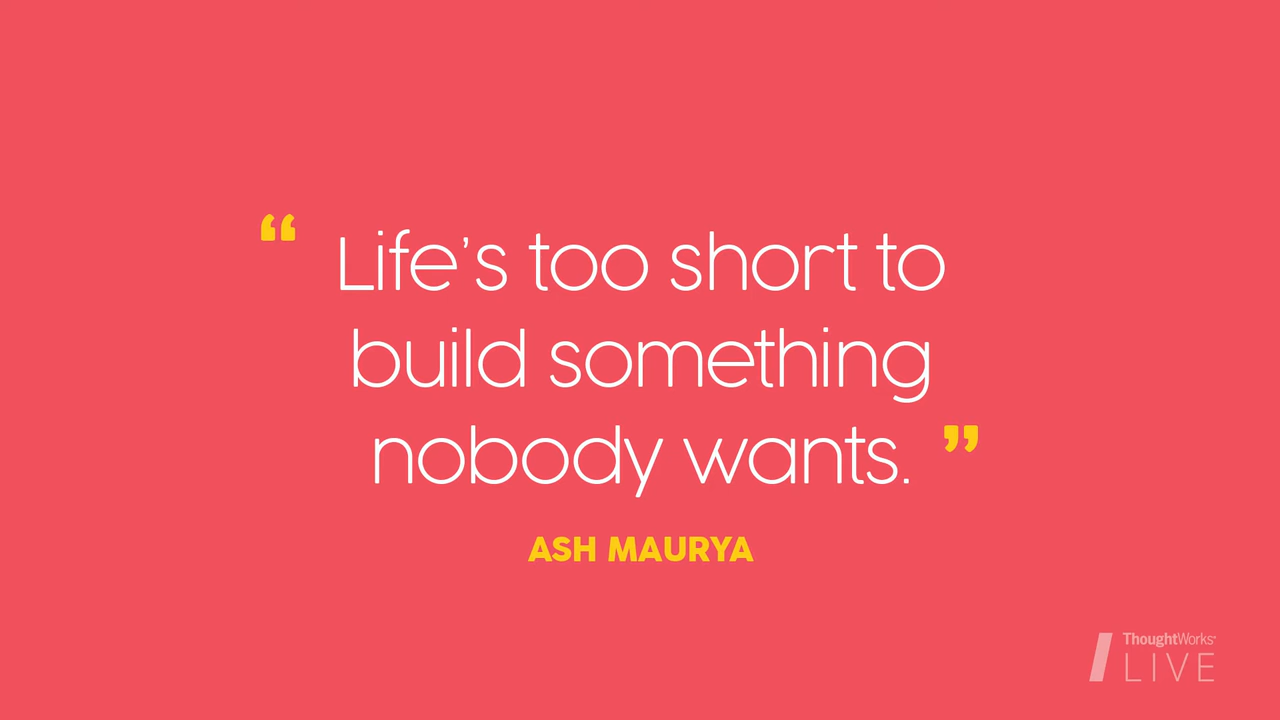 “ Life’s too short to
build something
nobody wants. ”
ASH MAURYA
ThoughtWorks®
LIVE